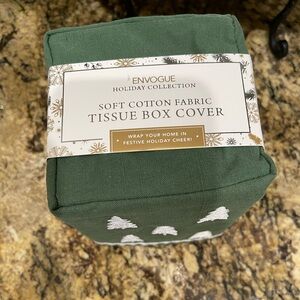 ENVOGUE
HOLIDAY COLLECTION
SOFT COTTON FABRIC
TISSUE BOX COVER
WRAP YOUR HOME IN
FESTIVE HOLIDAY CHEER!